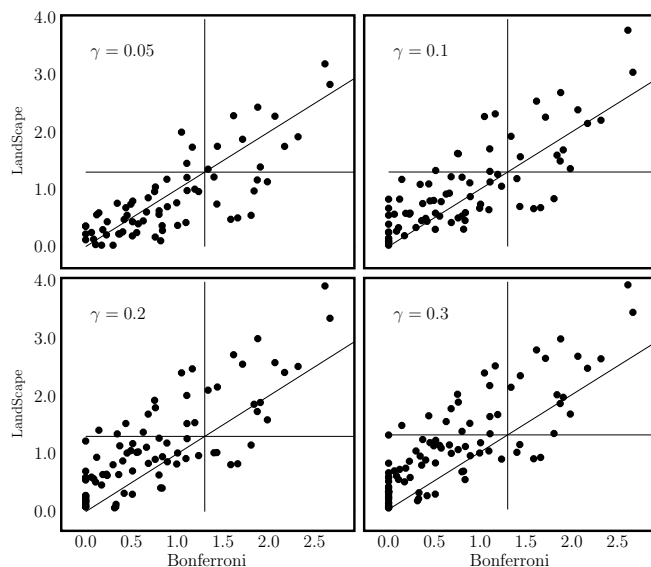 4.0
γ = 0.05
γ = 0.1
3.0
LandScape
2.0
1.0
0.0
4.0
γ = 0.2
γ = 0.3
3.0
LandScape
2.0
1.0
0.0
0.0 0.5 1.0 1.5 2.0 2.5
0.0 0.5 1.0 1.5 2.0 2.5
Bonferroni
Bonferroni